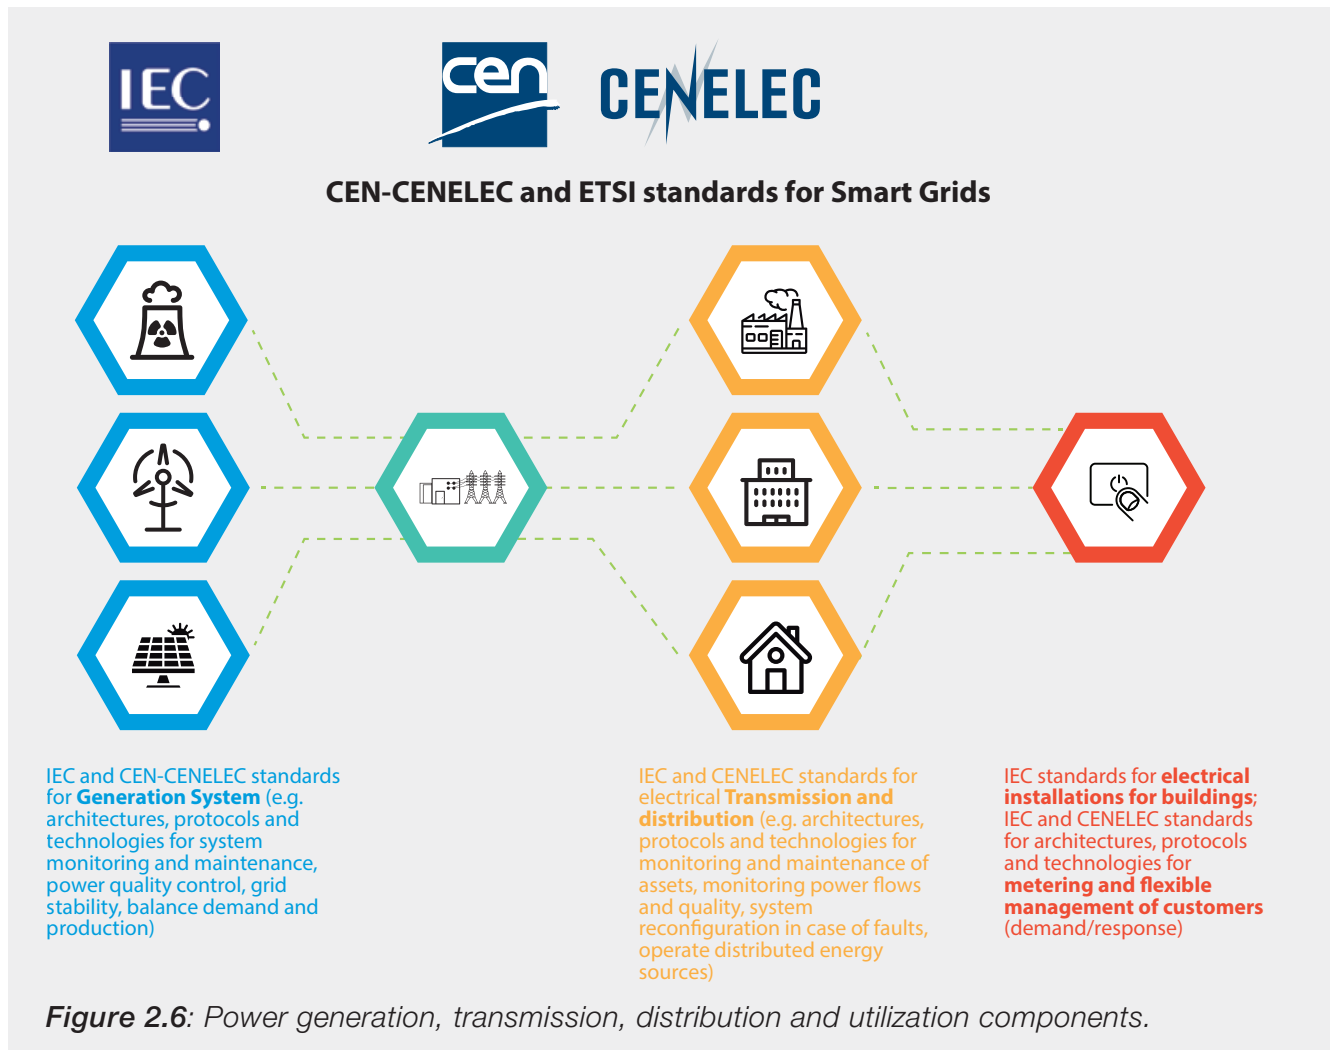 IEC
cen
CENELEC
CEN-CENELEC and ETSI standards for Smart Grids
IEC and CEN-CENELEC standards
for Generation System (e.g.
architectures, protocols and
technologies for system
monitoring and maintenance,
power quality control, grid
stability, balance demand and
production)
IEC and CENELEC standards for
electrical Transmission and
distribution (e.g. architectures,
protocols and technologies for
monitoring and maintenance of
assets, monitoring power flows
and quality, system
reconfiguration in case of faults,
operate distributed energy
sources)
IEC standards for electrical
installations for buildings;
IEC and CENELEC standards
for architectures, protocols
and technologies for
metering and flexible
management of customers
(demand/response)
Figure 2.6: Power generation, transmission, distribution and utilization components.